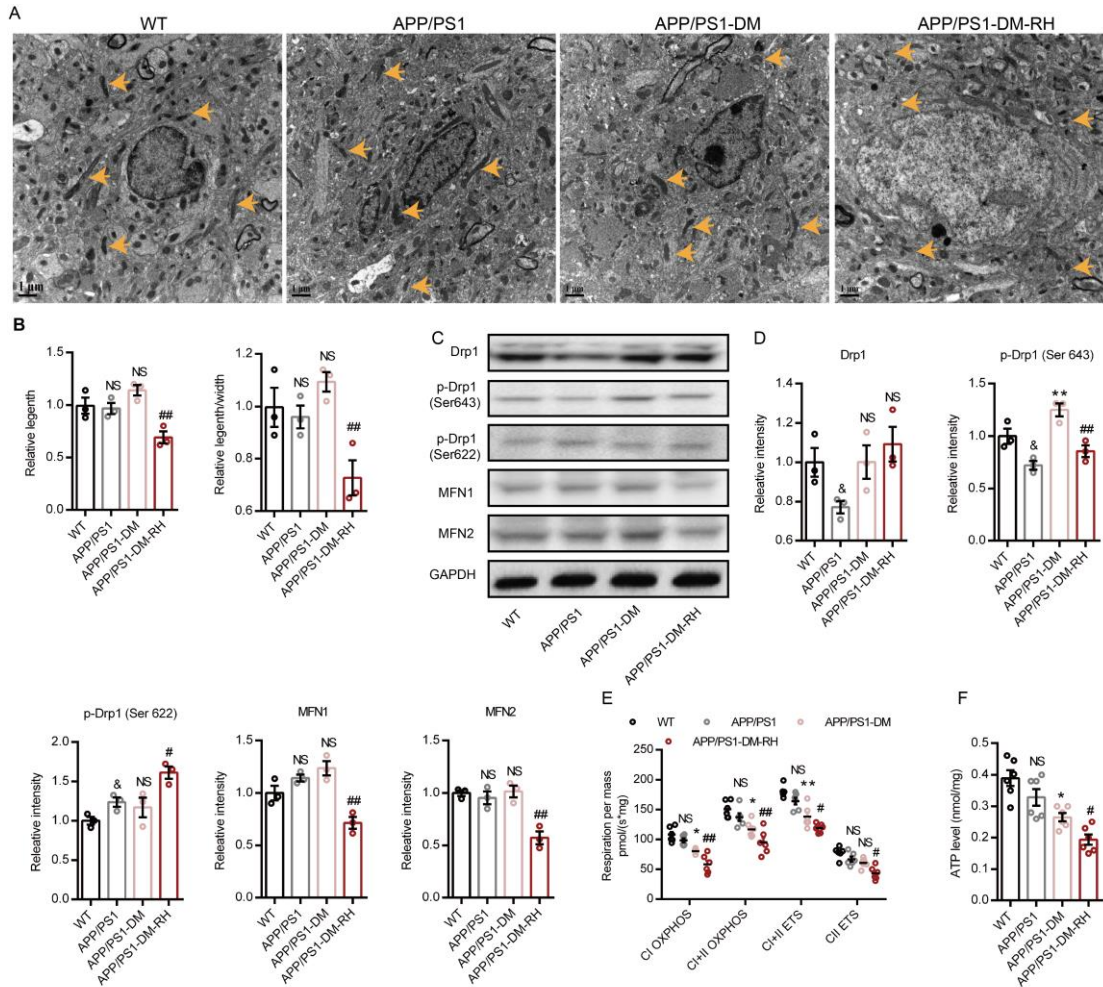 A
WT
APP/PS1
APP/PS1-DM
APP/PS1-DM-RH
1 μm
1 μm
1 μm
1 μm
B
Relative legenth
1.5
1.0
0.5
0.0
NS
NS
##
WT
APP/PS1
APP/PS1-DM
APP/PS1-DM-RH
Relative legenth/width
1.2
1.0
0.8
0.6
NS
NS
##
WT
APP/PS1
APP/PS1-DM
APP/PS1-DM-RH
C
Drp1
p-Drp1
(Ser643)
p-Drp1
(Ser622)
MFN1
MFN2
GAPDH
WT
APP/PS1
APP/PS1-DM
APP/PS1-DM-RH
D
Drp1
Releative intensity
1.4
1.2
1.0
0.8
0.6
&
NS
NS
WT
APP/PS1
APP/PS1-DM
APP/PS1-DM-RH
p-Drp1 (Ser 643)
Releative intensity
1.5
1.0
0.5
0.0
&
**
##
WT
APP/PS1
APP/PS1-DM
APP/PS1-DM-RH
p-Drp1 (Ser 622)
Releative intensity
2.0
1.5
1.0
0.5
0.0
&
NS
#
WT
APP/PS1
APP/PS1-DM
APP/PS1-DM-RH
MFN1
Relative intensity
1.5
1.0
0.5
0.0
NS
NS
##
WT
APP/PS1
APP/PS1-DM
APP/PS1-DM-RH
MFN2
Relative intensity
1.5
1.0
0.5
0.0
NS
NS
##
WT
APP/PS1
APP/PS1-DM
APP/PS1-DM-RH
E
WT
APP/PS1
APP/PS1-DM
APP/PS1-DM-RH
Respiration per mass
pmol/(s*mg)
250
200
150
100
50
0
NS
*
##
NS
*
##
NS
**
#
NS
NS
#
CI OXPHOS
CI+II OXPHOS
CI+II ETS
CII ETS
F
ATP level (nmol/mg)
0.5
0.4
0.3
0.2
0.1
0.0
NS
*
#
WT
APP/PS1
APP/PS1-DM
APP/PS1-DM-RH